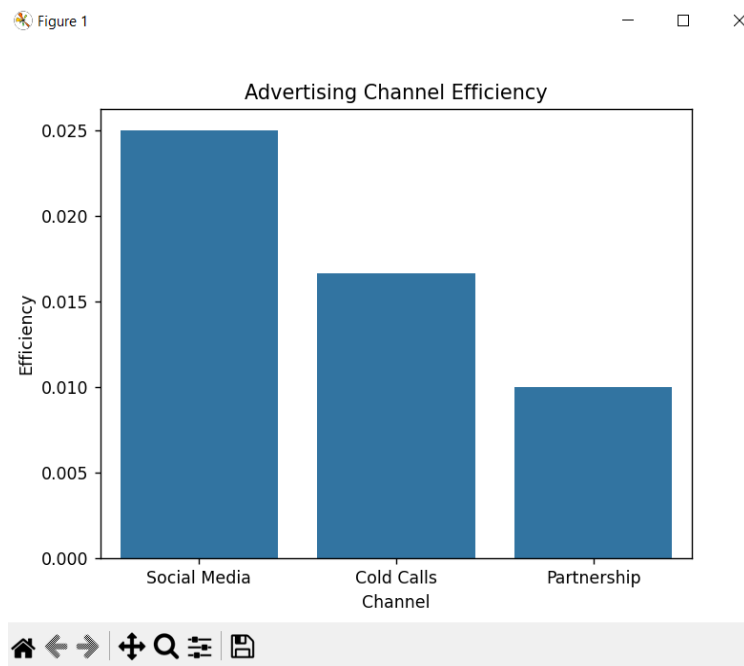 Figure 1
Advertising Channel Efficiency
0.025
0.020
0.015
0.010
0.005
0.000
Efficiency
Social Media Cold Calls Partnership
Channel